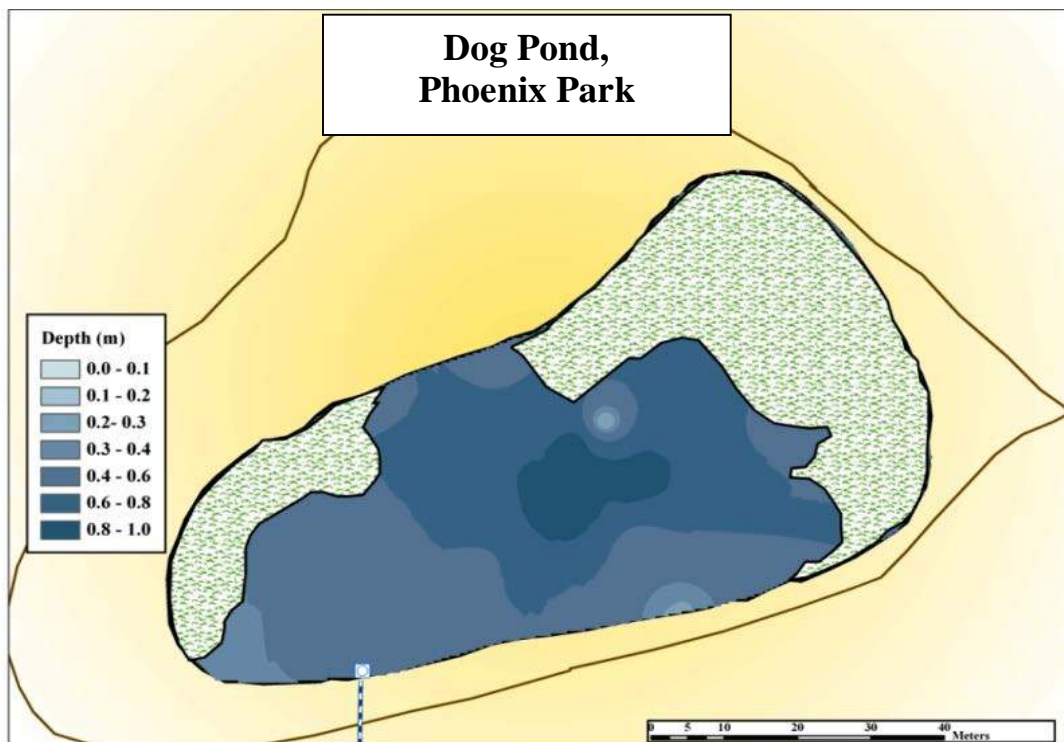 Dog Pond,
Phoenix Park
Depth (m)
0.0 - 0.1
0.1 - 0.2
0.2- 0.3
0.3 - 0.4
0.4 - 0.6
0.6 - 0.8
0.8 - 1.0
0 5 10 20 30 40
Meters